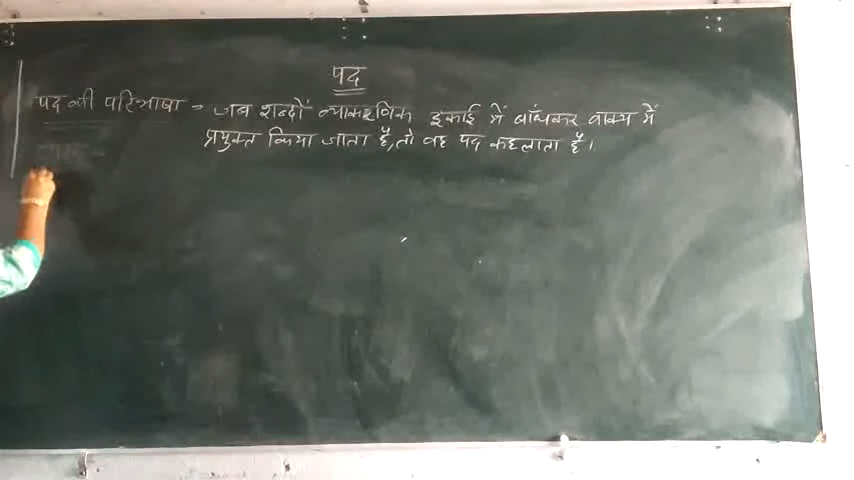 पद
पद की परिभाषा = जब शब्दों व्याकरणिक इकाई में बांधकर वाक्य में
प्रयुक्त किया जाता है, तो वह पद कहलाता है।